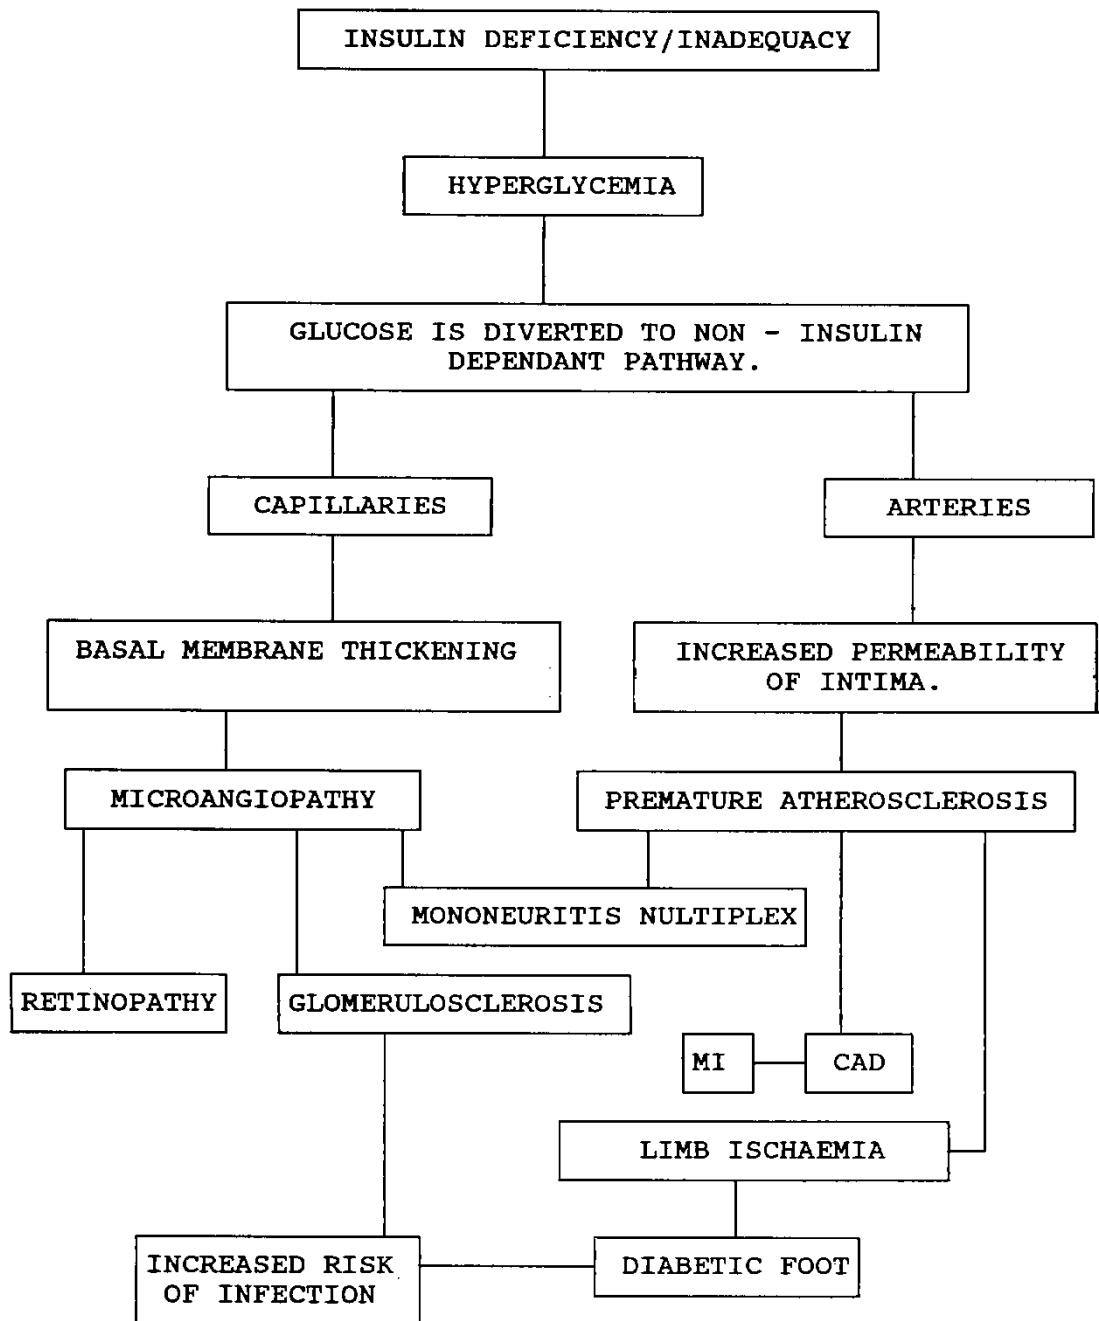 INSULIN DEFICIENCY/INADEQUACY
HYPERGLYCEMIA
GLUCOSE IS DIVERTED TO NON - INSULIN
DEPENDANT PATHWAY.
CAPILLARIES
ARTERIES
BASAL MEMBRANE THICKENING
INCREASED PERMEABILITY
OF INTIMA.
MICROANGIOPATHY
PREMATURE ATHEROSCLEROSIS
MONONEURITIS NULTIPLEX
RETINOPATHY
GLOMERULOSCLEROSIS
MI
CAD
LIMB ISCHAEMIA
INCREASED RISK
OF INFECTION
DIABETIC FOOT